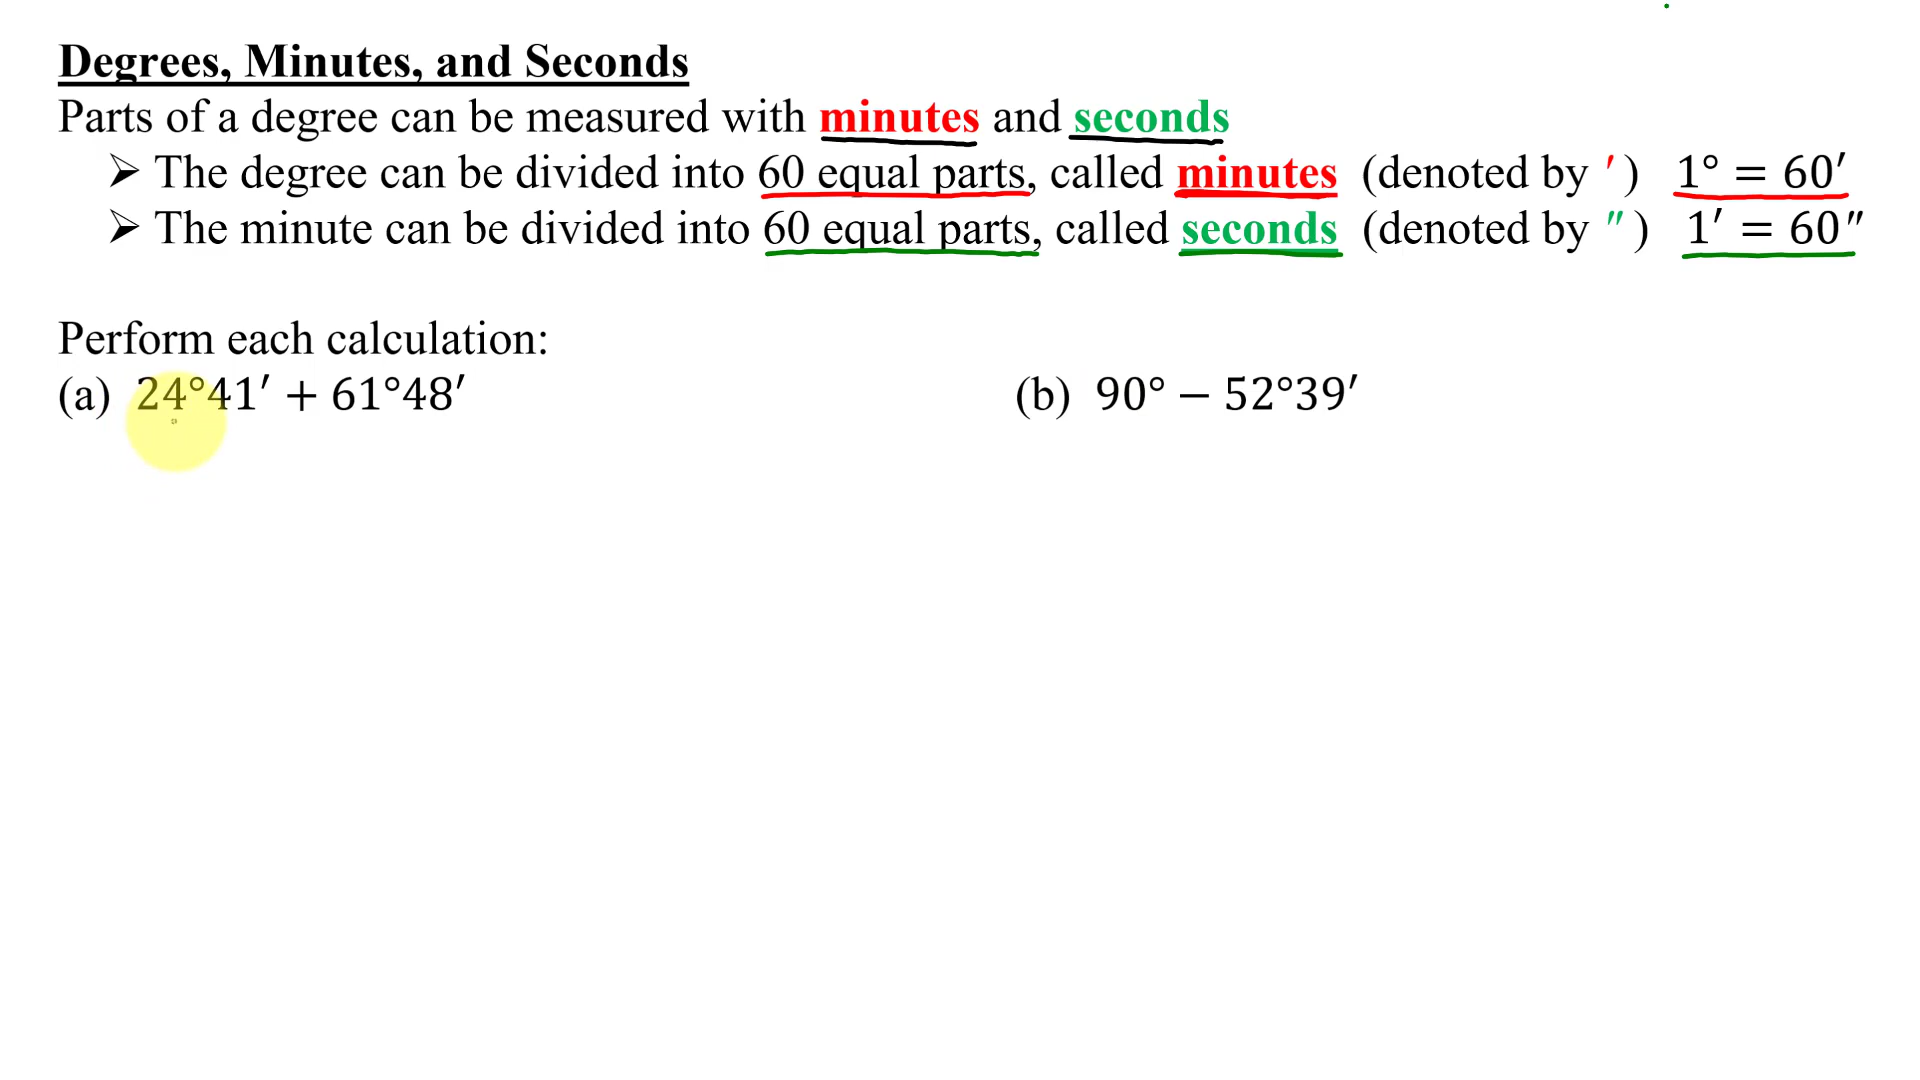 Degrees, Minutes, and Seconds
Parts of a degree can be measured with minutes and seconds
➢ The degree can be divided into 60 equal parts, called minutes (denoted by ′) 1° = 60′
➢ The minute can be divided into 60 equal parts, called seconds (denoted by ″) 1′ = 60″
Perform each calculation:
(a) 24°41′ + 61°48′ (b) 90° − 52°39′